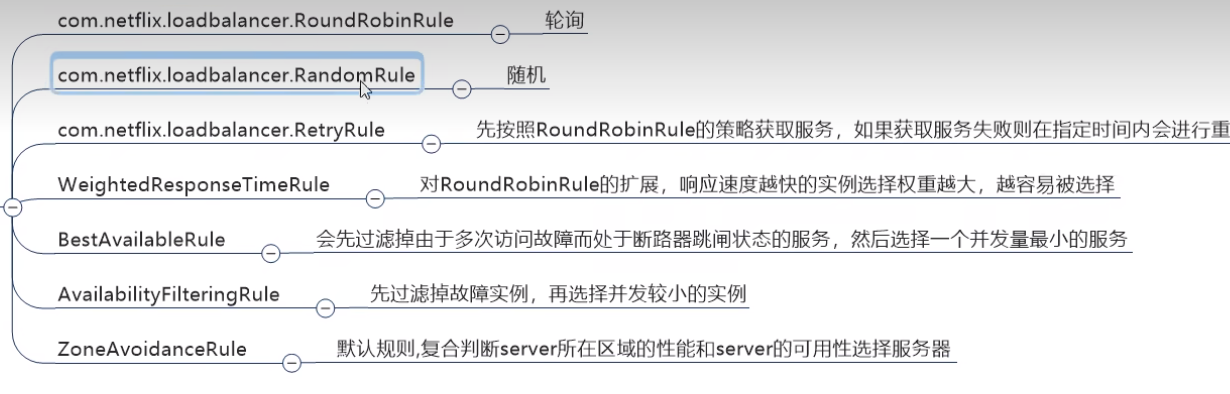 com.netflix.loadbalancer.RoundRobinRule 轮询
com.netflix.loadbalancer.RandomRule 随机
com.netflix.loadbalancer.RetryRule 先按照RoundRobinRule的策略获取服务，如果获取服务失败则在指定时间内会进行重
WeightedResponseTimeRule 对RoundRobinRule的扩展，响应速度越快的实例选择权重越大，越容易被选择
BestAvailableRule 会先过滤掉由于多次访问故障而处于断路器跳闸状态的服务，然后选择一个并发量最小的服务
AvailabilityFilteringRule 先过滤掉故障实例，再选择并发较小的实例
ZoneAvoidanceRule 默认规则,复合判断server所在区域的性能和server的可用性选择服务器